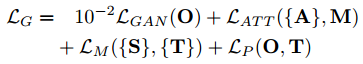 ℒ_G = 10^{-2}ℒ_{GAN}(𝐎) + ℒ_{ATT}({𝐀}, 𝐌)
+ ℒ_M({𝐒}, {𝐓}) + ℒ_P(𝐎, 𝐓)